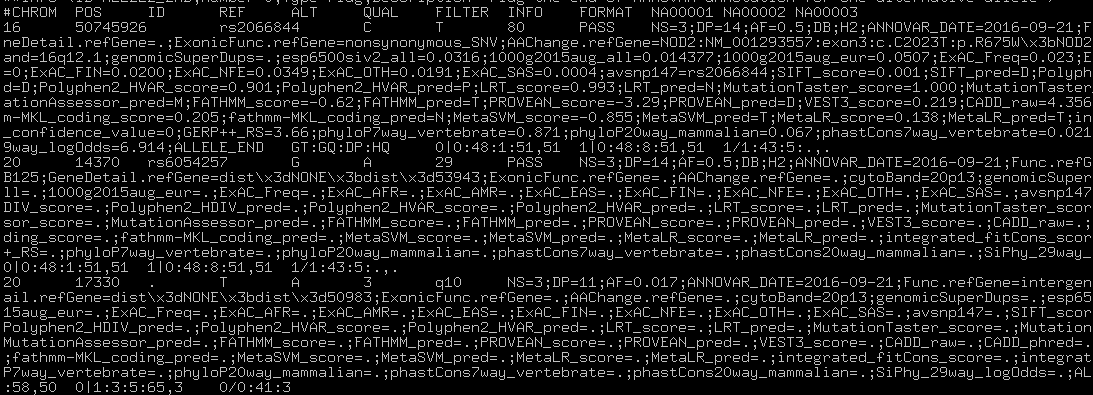 #CHROM POS ID REF ALT QUAL FILTER INFO FORMAT NA00001 NA00002 NA00003
16 50745926 rs2066844 C T 80 PASS NS=3;DP=14;AF=0.5;DB;H2;ANNOVAR_DATE=2016-09-21;F
neDetail.refGene=.;ExonicFunc.refGene=nonsynonymous_SNV;AAChange.refGene=NOD2:NM_001293557:exon3:c.C2023T:p.R675W\x3bNOD2
and=16q12.1;genomicSuperDups=.;esp6500siv2_all=0.0316;1000g2015aug_all=0.014377;1000g2015aug_eur=0.0507;ExAC_Freq=0.023;E
=0;ExAC_FIN=0.0200;ExAC_NFE=0.0349;ExAC_OTH=0.0191;ExAC_SAS=0.0004;avsnp147=rs2066844;SIFT_score=0.001;SIFT_pred=D;Polyph
d=D;Polyphen2_HVAR_score=0.901;Polyphen2_HVAR_pred=P;LRT_score=0.993;LRT_pred=N;MutationTaster_score=1.000;MutationTaster
ationAssessor_pred=M;FATHMM_score=-0.62;FATHMM_pred=T;PROVEAN_score=-3.29;PROVEAN_pred=D;VEST3_score=0.219;CADD_raw=4.356
m-MKL_coding_score=0.205;fathmm-MKL_coding_pred=N;MetaSVM_score=-0.855;MetaSVM_pred=T;MetaLR_score=0.138;MetaLR_pred=T;in
_confidence_value=0;GERP++_RS=3.66;phyloP7way_vertebrate=0.871;phyloP20way_mammalian=0.067;phastCons7way_vertebrate=0.021
9way_logOdds=6.914;ALLELE_END GT:GQ:DP:HQ 0|0:48:1:51,51 1|0:48:8:51,51 1/1:43:5:.,.
20 14370 rs6054257 G A 29 PASS NS=3;DP=14;AF=0.5;DB;H2;ANNOVAR_DATE=2016-09-21;Func.refG
B125;GeneDetail.refGene=dist\x3dNONE\x3bdist\x3d53943;ExonicFunc.refGene=.;AAChange.refGene=.;cytoBand=20p13;genomicSuper
ll=.;1000g2015aug_eur=.;ExAC_Freq=.;ExAC_AFR=.;ExAC_AMR=.;ExAC_EAS=.;ExAC_FIN=.;ExAC_NFE=.;ExAC_OTH=.;ExAC_SAS=.;avsnp147
DIV_score=.;Polyphen2_HDIV_pred=.;Polyphen2_HVAR_score=.;Polyphen2_HVAR_pred=.;LRT_score=.;LRT_pred=.;MutationTaster_scor
sor_score=.;MutationAssessor_pred=.;FATHMM_score=.;FATHMM_pred=.;PROVEAN_score=.;PROVEAN_pred=.;VEST3_score=.;CADD_raw=.;
ding_score=.;fathmm-MKL_coding_pred=.;MetaSVM_score=.;MetaSVM_pred=.;MetaLR_score=.;MetaLR_pred=.;integrated_fitCons_scor
+_RS=.;phyloP7way_vertebrate=.;phyloP20way_mammalian=.;phastCons7way_vertebrate=.;phastCons20way_mammalian=.;SiPhy_29way_
0|0:48:1:51,51 1|0:48:8:51,51 1/1:43:5:.,.
20 17330 . T A 3 q10 NS=3;DP=11;AF=0.017;ANNOVAR_DATE=2016-09-21;Func.refGene=intergen
ail.refGene=dist\x3dNONE\x3bdist\x3d50983;ExonicFunc.refGene=.;AAChange.refGene=.;cytoBand=20p13;genomicSuperDups=.;esp65
15aug_eur=.;ExAC_Freq=.;ExAC_AFR=.;ExAC_AMR=.;ExAC_EAS=.;ExAC_FIN=.;ExAC_NFE=.;ExAC_OTH=.;ExAC_SAS=.;avsnp147=.;SIFT_scor
Polyphen2_HDIV_pred=.;Polyphen2_HVAR_score=.;Polyphen2_HVAR_pred=.;LRT_score=.;LRT_pred=.;MutationTaster_score=.;Mutation
MutationAssessor_pred=.;FATHMM_score=.;FATHMM_pred=.;PROVEAN_score=.;PROVEAN_pred=.;VEST3_score=.;CADD_raw=.;CADD_phred=.
;fathmm-MKL_coding_pred=.;MetaSVM_score=.;MetaSVM_pred=.;MetaLR_score=.;MetaLR_pred=.;integrated_fitCons_score=.;integrat
P7way_vertebrate=.;phyloP20way_mammalian=.;phastCons7way_vertebrate=.;phastCons20way_mammalian=.;SiPhy_29way_logOdds=.;AL
:58,50 0|1:3:5:65,3 0/0:41:3